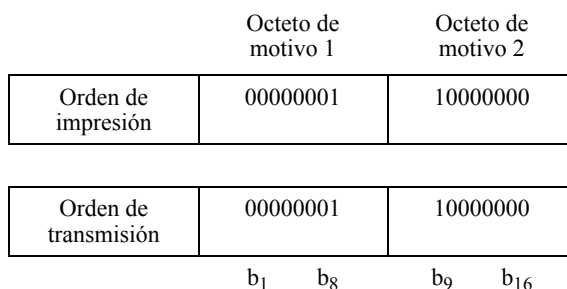 Octeto de Octeto de
motivo 1 motivo 2
Orden de
impresión 00000001 10000000
Orden de
transmisión 00000001 10000000
b1 b8 b9 b16